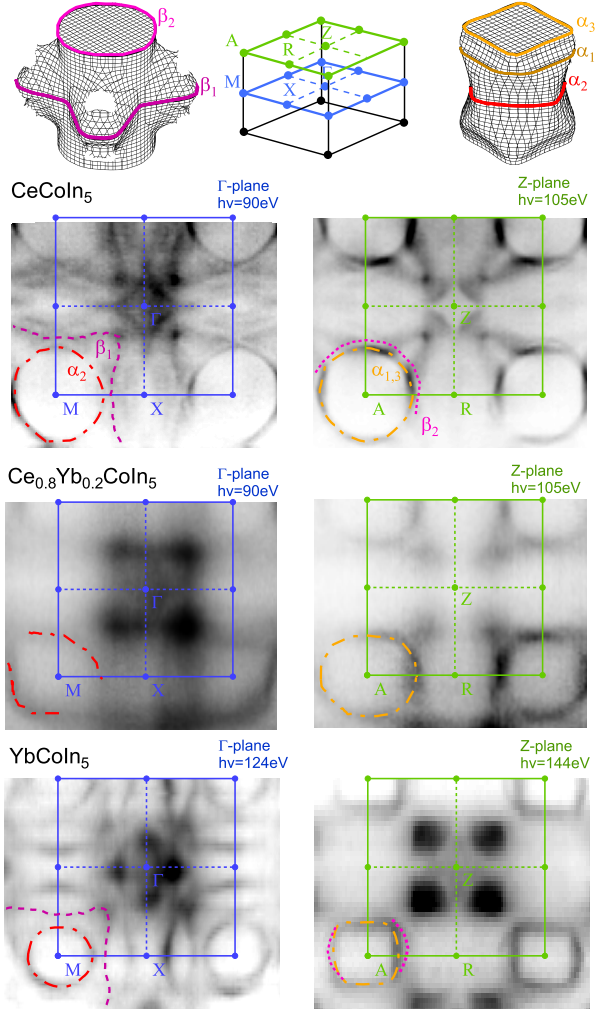 β2
β1
A
Z
R
Γ
M
X
α3
α1
α2
CeCoIn5
Γ-plane
hν=90eV
Z-plane
hν=105eV
Γ
β1
α2
M
X
Z
α1,3
A
R
β2
Ce0.8Yb0.2CoIn5
Γ-plane
hν=90eV
Z-plane
hν=105eV
Γ
M
X
Z
A
R
YbCoIn5
Γ-plane
hν=124eV
Z-plane
hν=144eV
Γ
M
X
Z
A
R